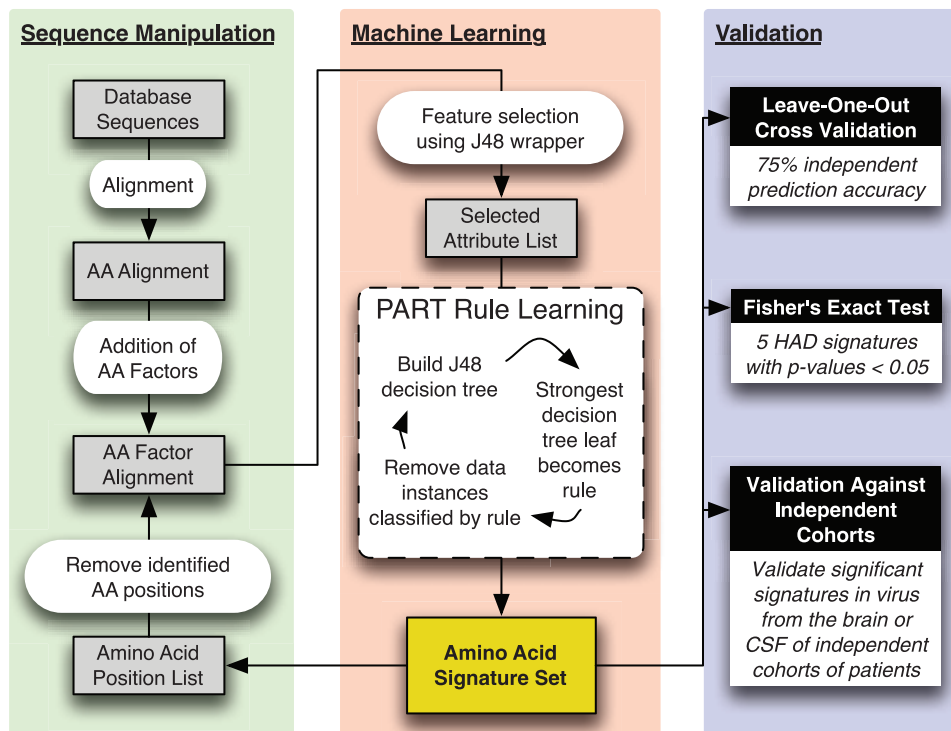 Sequence Manipulation
Database
Sequences
Alignment
AA Alignment
Addition of
AA Factors
AA Factor
Alignment
Remove identified
AA positions
Amino Acid
Position List
Machine Learning
Feature selection
using J48 wrapper
Selected
Attribute List
PART Rule Learning
Build J48
decision tree
Strongest
decision
tree leaf
becomes
rule
Remove data
instances
classified by rule
Amino Acid
Signature Set
Validation
Leave-One-Out
Cross Validation
75% independent
prediction accuracy
Fisher's Exact Test
5 HAD signatures
with p-values < 0.05
Validation Against
Independent
Cohorts
Validate significant
signatures in virus
from the brain or
CSF of independent
cohorts of patients